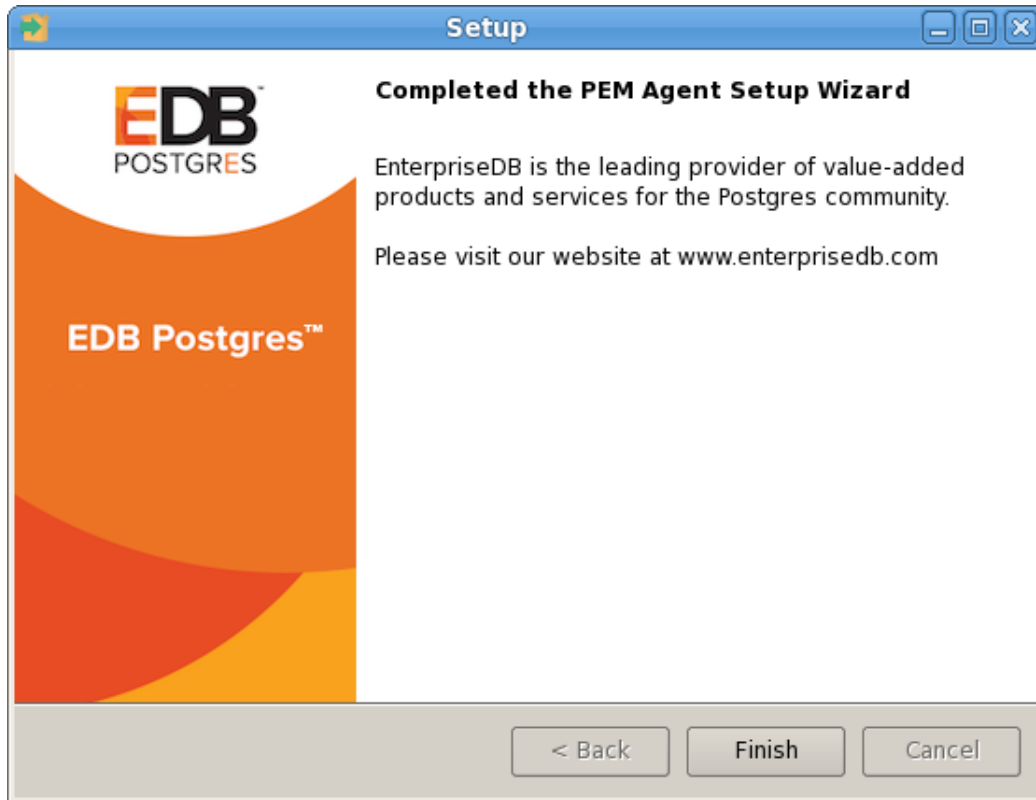 Setup
EDB™
POSTGRES
EDB Postgres™
Completed the PEM Agent Setup Wizard
EnterpriseDB is the leading provider of value-added
products and services for the Postgres community.
Please visit our website at www.enterprisedb.com
< Back
Finish
Cancel